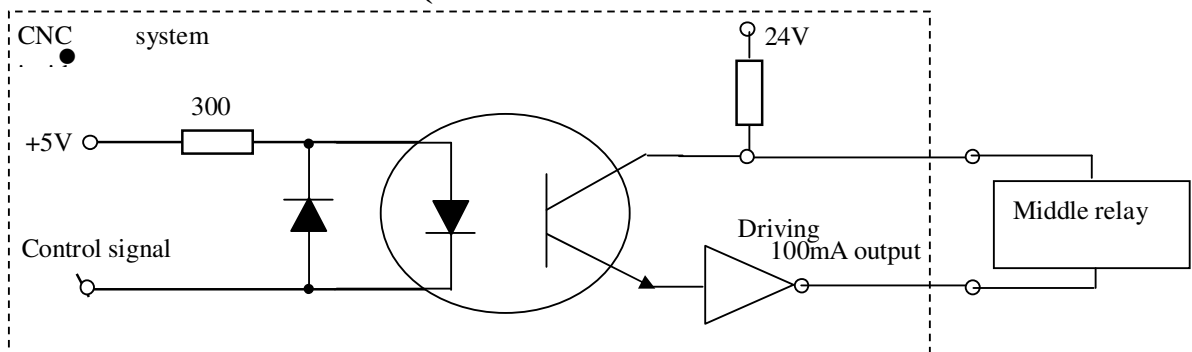 CNC system
24V
300
+5V
Middle relay
Driving
Control signal
100mA output